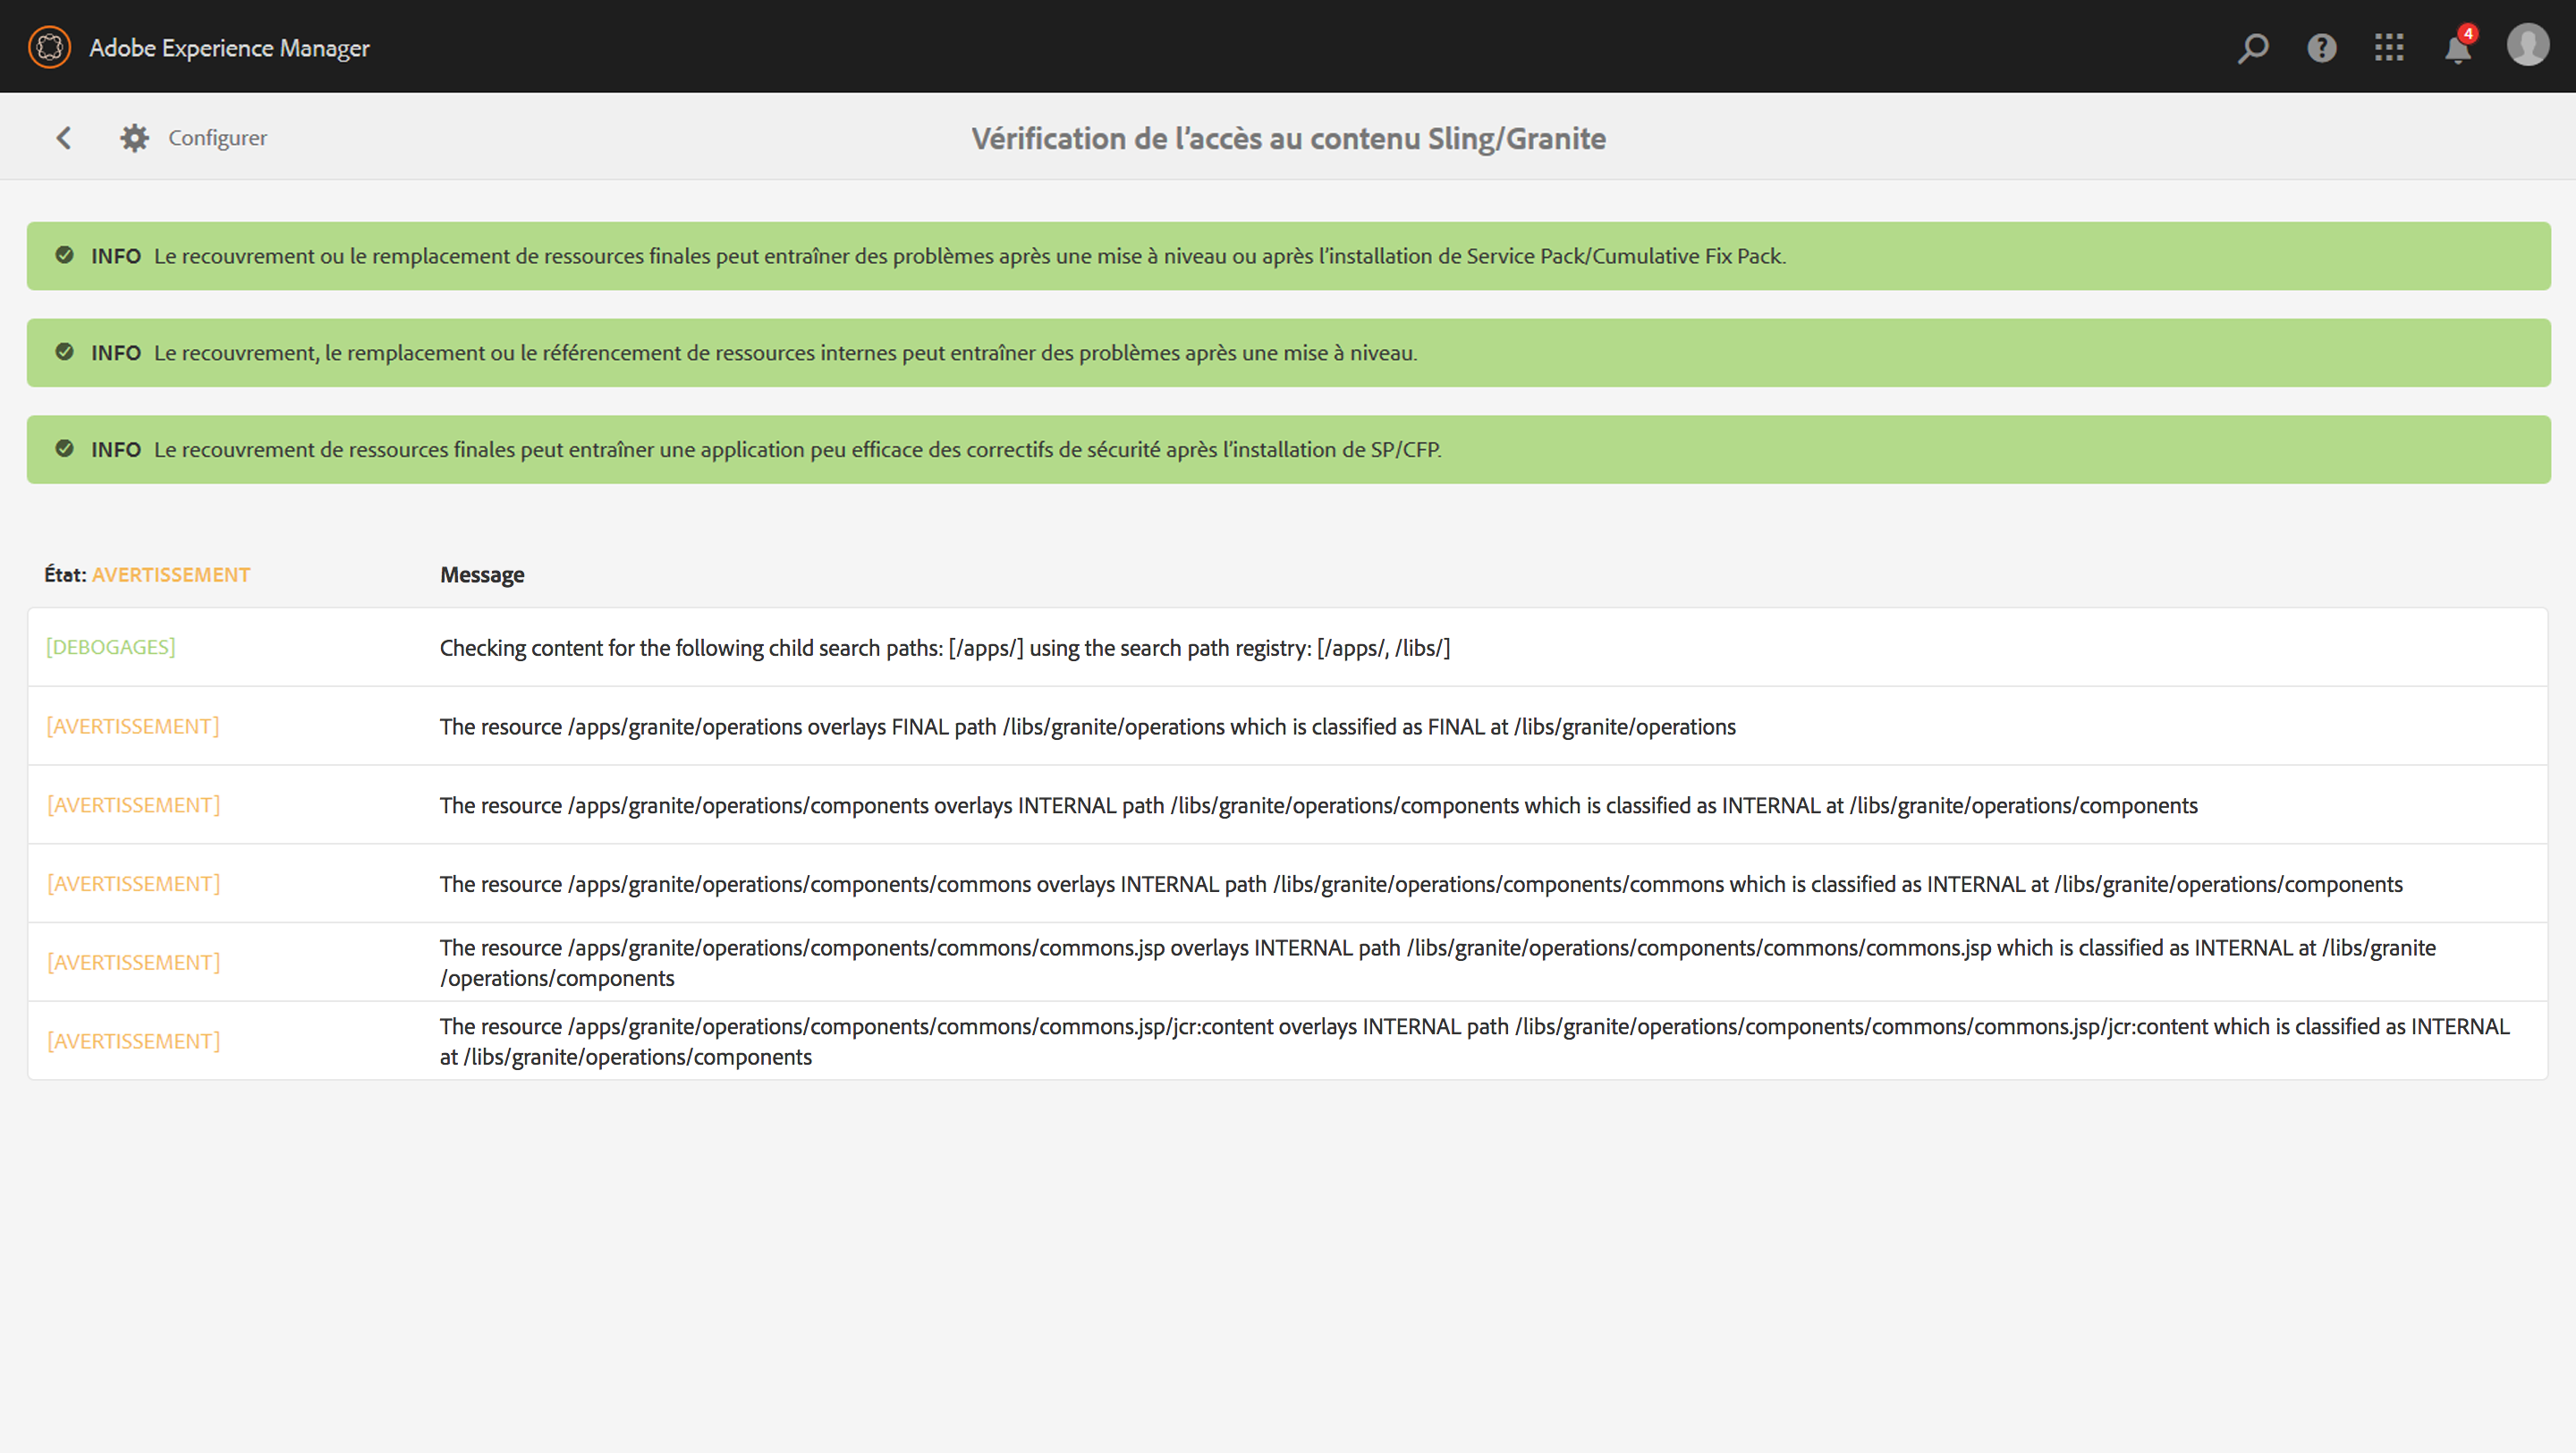 Adobe Experience Manager
4
Configurer
Vérification de l’accès au contenu Sling/Granite
INFO Le recouvrement ou le remplacement de ressources finales peut entraîner des problèmes après une mise à niveau ou après l’installation de Service Pack/Cumulative Fix Pack.
INFO Le recouvrement, le remplacement ou le référencement de ressources internes peut entraîner des problèmes après une mise à niveau.
INFO Le recouvrement de ressources finales peut entraîner une application peu efficace des correctifs de sécurité après l’installation de SP/CFP.
État: AVERTISSEMENT Message
[DEBOGAGES] Checking content for the following child search paths: [/apps/] using the search path registry: [/apps/, /libs/]
[AVERTISSEMENT] The resource /apps/granite/operations overlays FINAL path /libs/granite/operations which is classified as FINAL at /libs/granite/operations
[AVERTISSEMENT] The resource /apps/granite/operations/components overlays INTERNAL path /libs/granite/operations/components which is classified as INTERNAL at /libs/granite/operations/components
[AVERTISSEMENT] The resource /apps/granite/operations/components/commons overlays INTERNAL path /libs/granite/operations/components/commons which is classified as INTERNAL at /libs/granite/operations/components
[AVERTISSEMENT] The resource /apps/granite/operations/components/commons/commons.jsp overlays INTERNAL path /libs/granite/operations/components/commons/commons.jsp which is classified as INTERNAL at /libs/granite
/operations/components
[AVERTISSEMENT] The resource /apps/granite/operations/components/commons/commons.jsp/jcr:content overlays INTERNAL path /libs/granite/operations/components/commons/commons.jsp/jcr:content which is classified as INTERNAL
at /libs/granite/operations/components